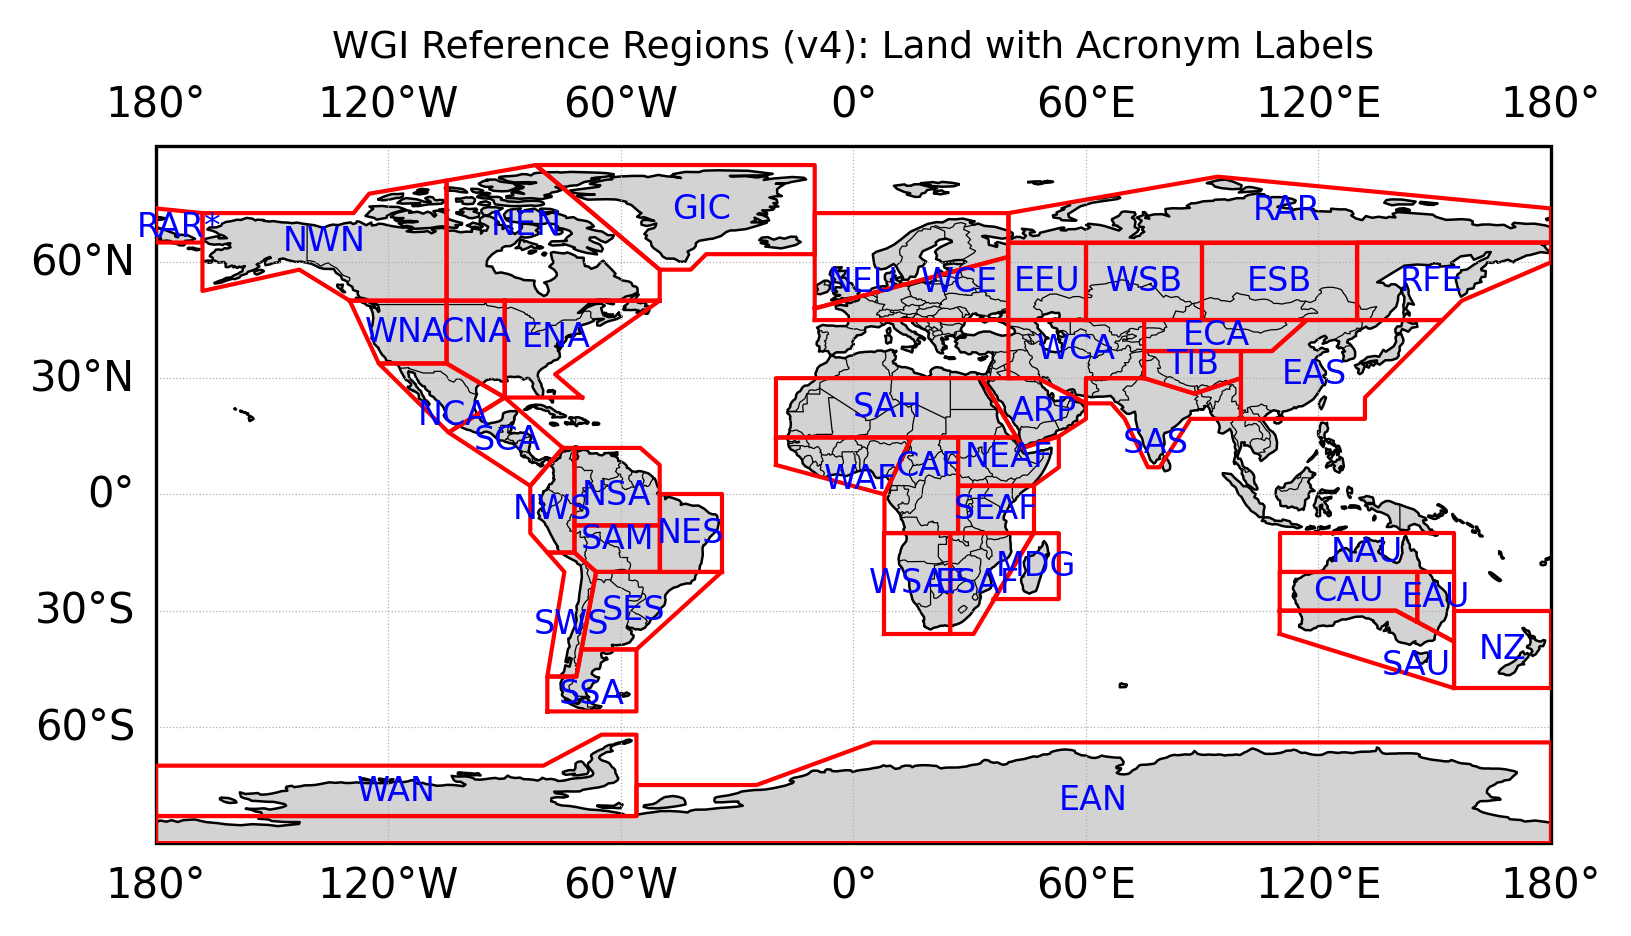 WGI Reference Regions (v4): Land with Acronym Labels
180° 120°W 60°W 0° 60°E 120°E 180°
GIC RAR
RAR* NWN NEN
60°N
NEU WCE EEU WSB ESB RFE
WNA CNA ENA WCA ECA
TIB
30°N EAS
NCA SAH ARP
SCA SAS
WAF CAF NEAF
0° NWS NSA SEAF
SAM NES
NAU
WSAF ESAF MDG CAU EAU
30°S SWS SES
NZ
SAU
SSA
60°S
WAN EAN
180° 120°W 60°W 0° 60°E 120°E 180°